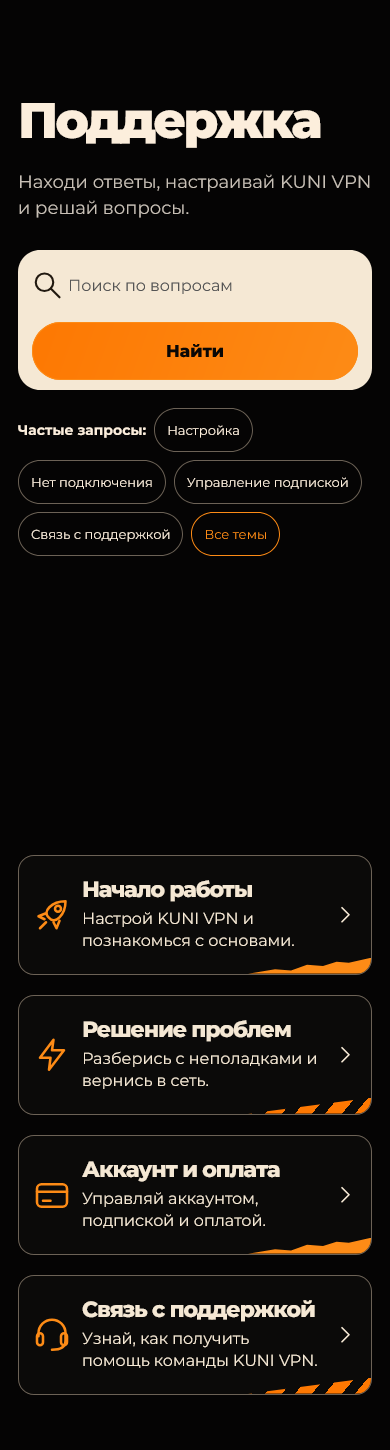 Поддержка
Находи ответы, настраивай KUNI VPN
и решай вопросы.
Поиск по вопросам
Найти
Частые запросы: Настройка
Нет подключения Управление подпиской
Связь с поддержкой Все темы
Начало работы
Настрой KUNI VPN и
познакомься с основами.
Решение проблем
Разберись с неполадками и
вернись в сеть.
Аккаунт и оплата
Управляй аккаунтом,
подпиской и оплатой.
Связь с поддержкой
Узнай, как получить
помощь команды KUNI VPN.